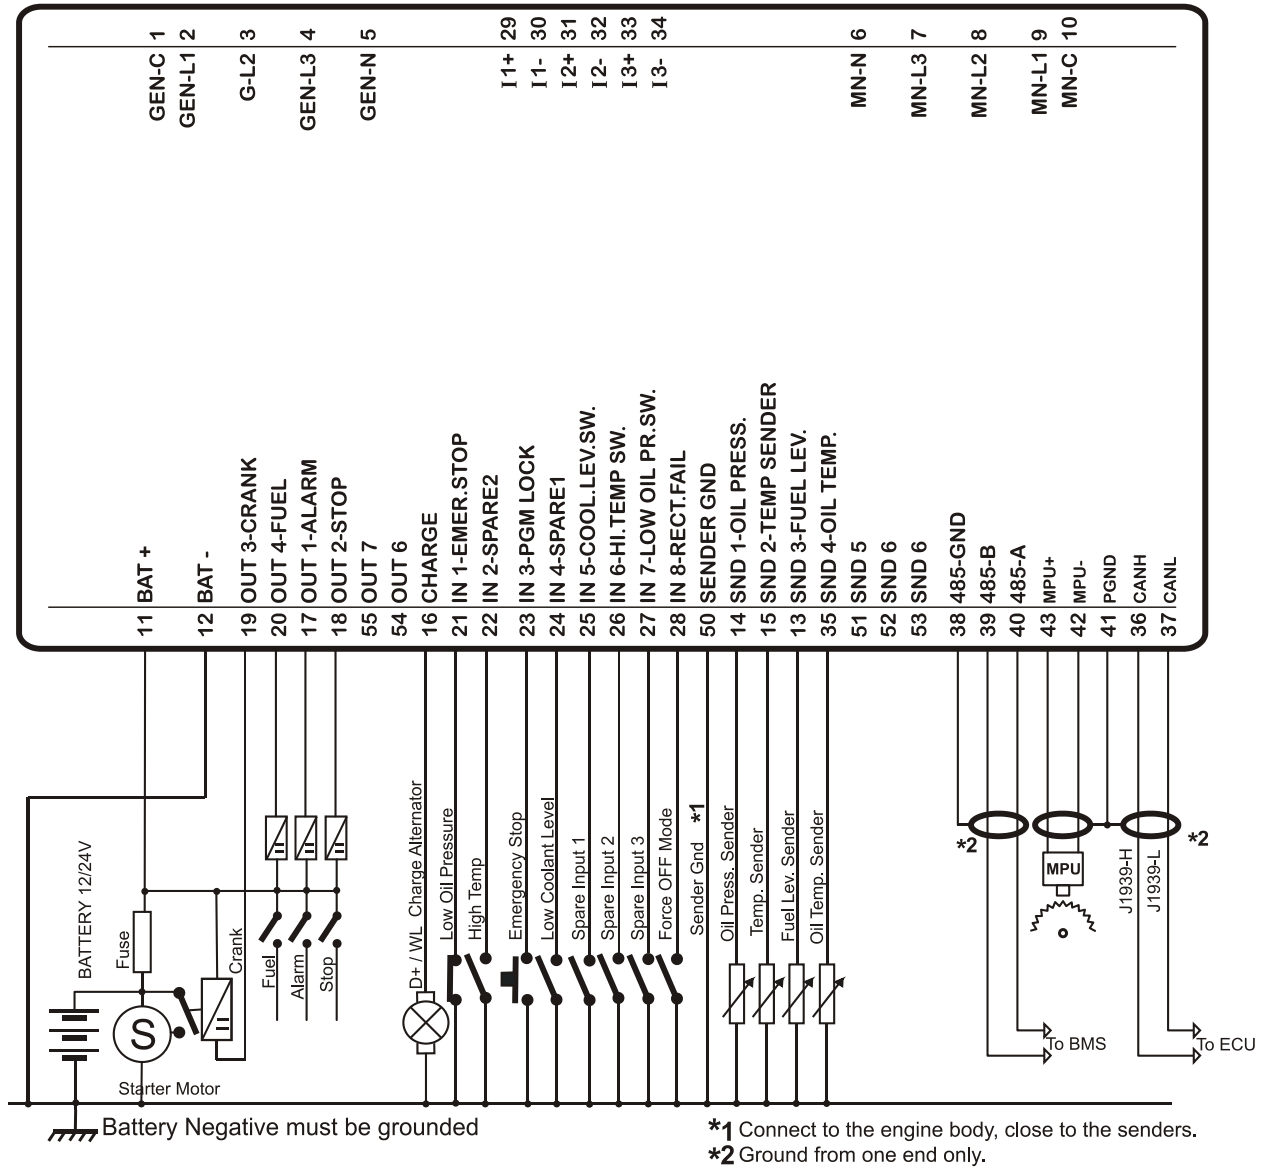 GEN-C 1
GEN-L1 2
G-L2 3
GEN-L3 4
GEN-N 5
I1+ 29
I1- 30
I2+ 31
I2- 32
I3+ 33
I3- 34
MN-N 6
MN-L3 7
MN-L2 8
MN-L1 9
MN-C 10
11 BAT +
12 BAT -
19 OUT 3-CRANK
20 OUT 4-FUEL
17 OUT 1-ALARM
18 OUT 2-STOP
55 OUT 7
54 OUT 6
16 CHARGE
21 IN 1-EMER.STOP
22 IN 2-SPARE2
23 IN 3-PGM LOCK
24 IN 4-SPARE1
25 IN 5-COOL.LEV.SW.
26 IN 6-HI.TEMP SW.
27 IN 7-LOW OIL PR.SW.
28 IN 8-RECT.FAIL
50 SENDER GND
14 SND 1-OIL PRESS.
15 SND 2-TEMP SENDER
13 SND 3-FUEL LEV.
35 SND 4-OIL TEMP.
51 SND 5
52 SND 6
53 SND 6
38 485-GND
39 485-B
40 485-A
43 MPU+
42 MPU-
41 PGND
36 CANH
37 CANL
BATTERY 12/24V
Fuse
S
Starter Motor
Crank
Fuel
Alarm
Stop
D+ / WL Charge Alternator
Low Oil Pressure
High Temp
Emergency Stop
Low Coolant Level
Spare Input 1
Spare Input 2
Spare Input 3
Force OFF Mode
Sender Gnd *1
Oil Press. Sender
Temp. Sender
Fuel Lev. Sender
Oil Temp. Sender
*2
MPU
*2
J1939-H
J1939-L
To BMS
To ECU
Battery Negative must be grounded
*1 Connect to the engine body, close to the senders.
*2 Ground from one end only.